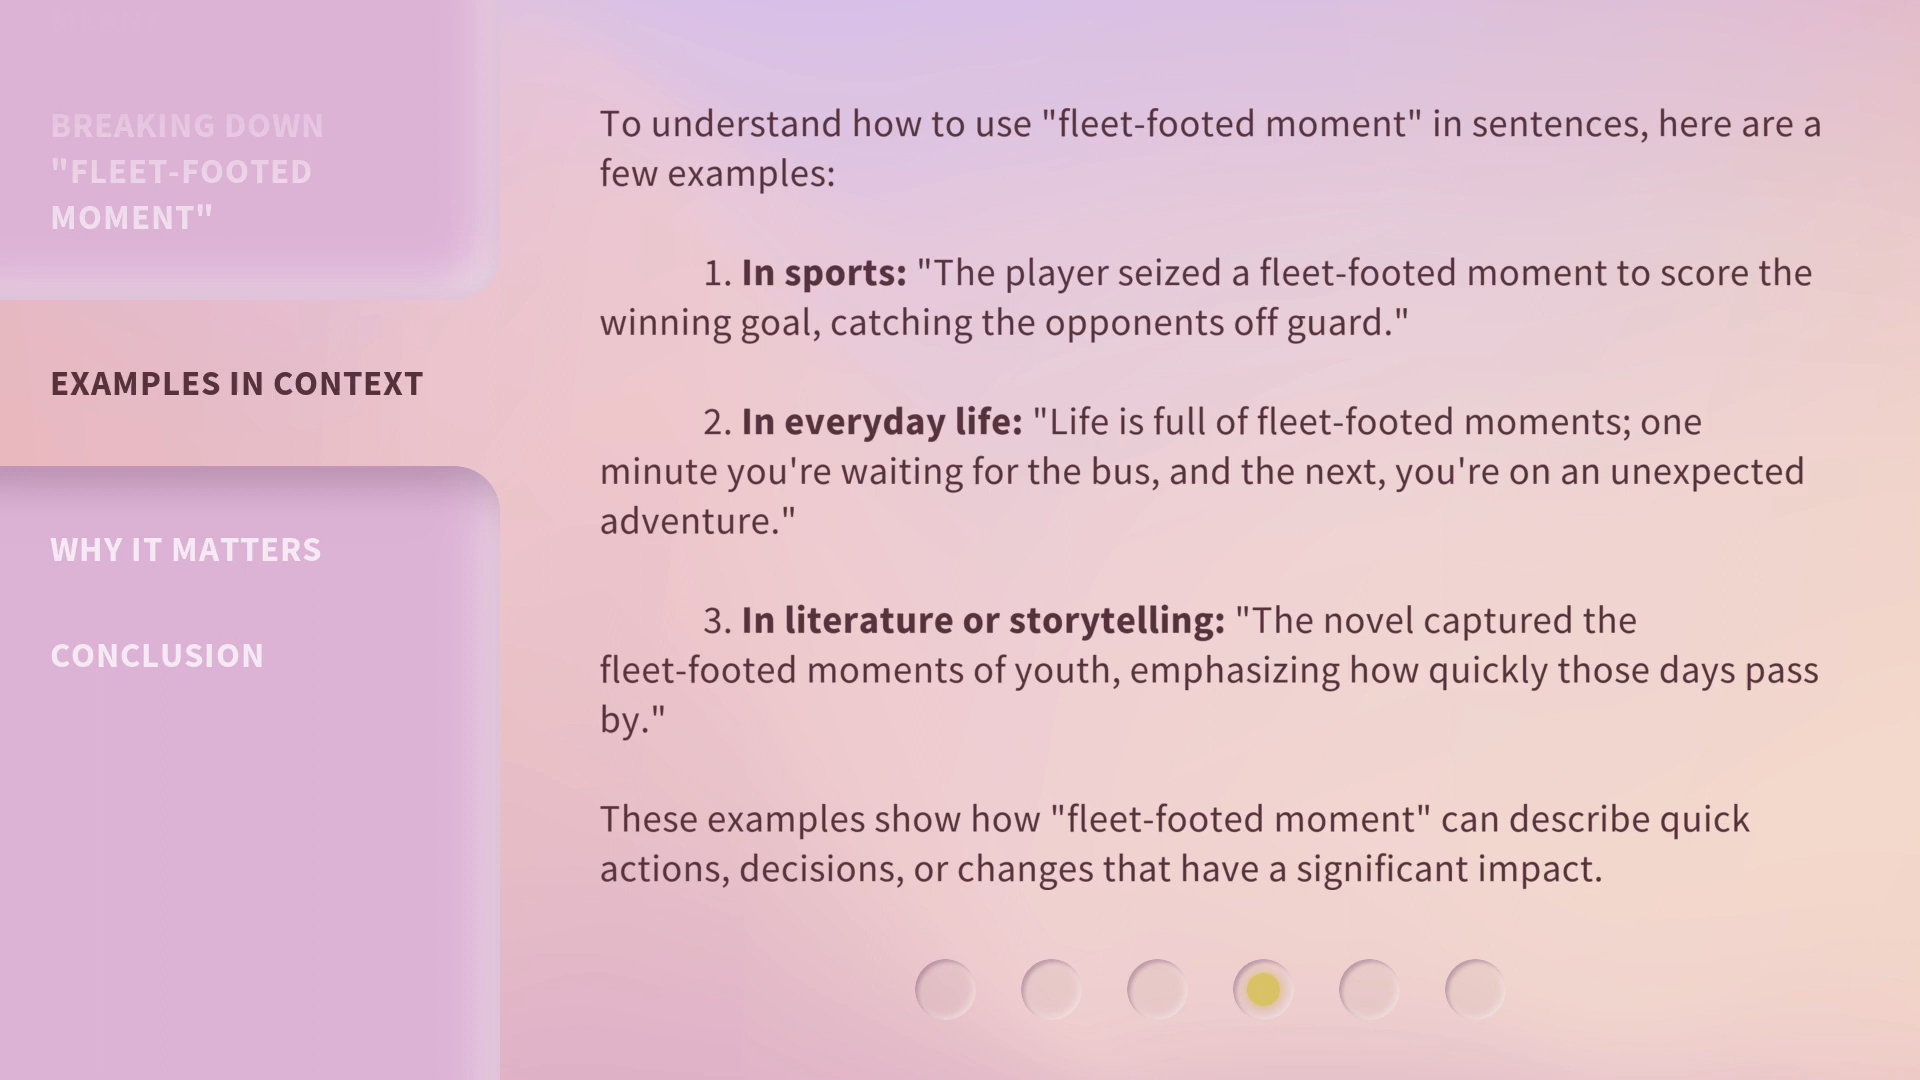 BREAKING DOWN
"FLEET-FOOTED
MOMENT"
EXAMPLES IN CONTEXT
WHY IT MATTERS
CONCLUSION
To understand how to use "fleet-footed moment" in sentences, here are a
few examples:
1. In sports: "The player seized a fleet-footed moment to score the
winning goal, catching the opponents off guard."
2. In everyday life: "Life is full of fleet-footed moments; one
minute you're waiting for the bus, and the next, you're on an unexpected
adventure."
3. In literature or storytelling: "The novel captured the
fleet-footed moments of youth, emphasizing how quickly those days pass
by."
These examples show how "fleet-footed moment" can describe quick
actions, decisions, or changes that have a significant impact.